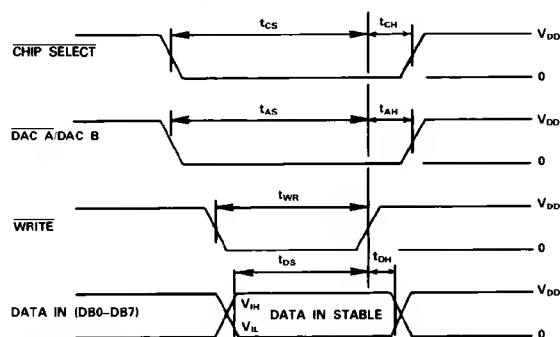 tCS tCH VDD
CHIP SELECT 0
tAS tAH VDD
DAC A/DAC B 0
tWR VDD
WRITE 0
tDS tDH
DATA IN (DB0–DB7) VIH DATA IN STABLE VDD
VIL 0